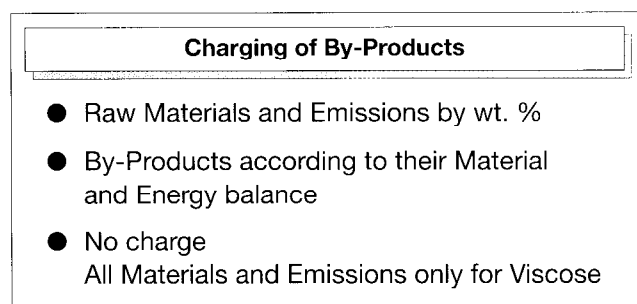 Charging of By-Products
● Raw Materials and Emissions by wt. %
● By-Products according to their Material
and Energy balance
● No charge
All Materials and Emissions only for Viscose